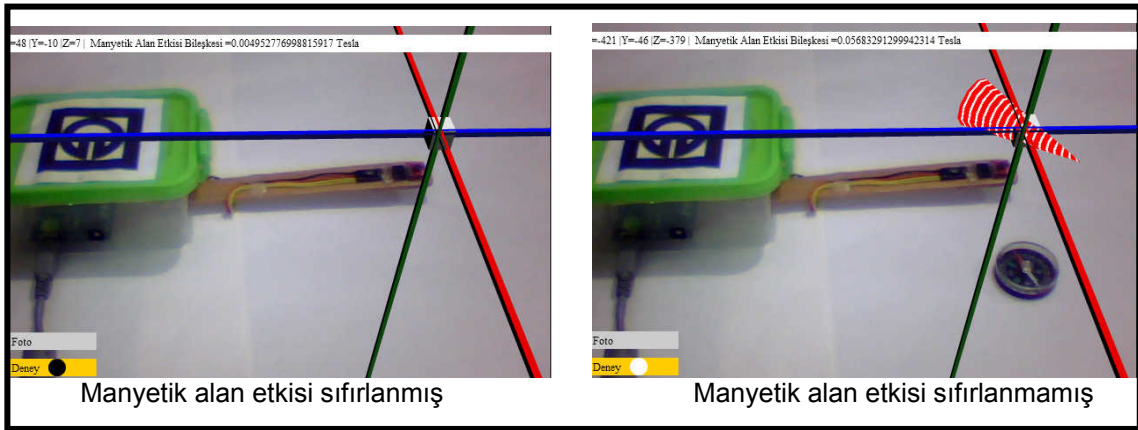 =48 |Y=-10 |Z=7 | Manyetik Alan Etkisi Bileşkesi =0.004952776998815917 Tesla
Foto
Deney
Manyetik alan etkisi sıfırlanmış
=-421 |Y=-46 |Z=-379 | Manyetik Alan Etkisi Bileşkesi =0.05683291299942314 Tesla
Foto
Deney
Manyetik alan etkisi sıfırlanmamış